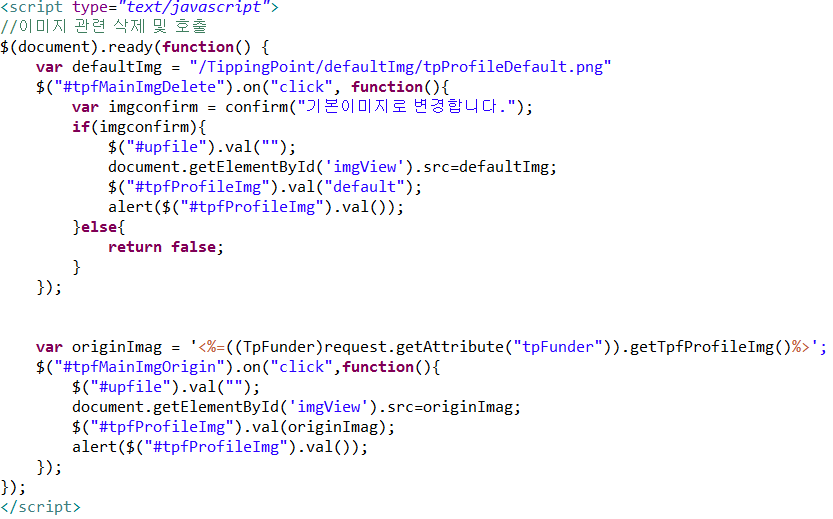 <script type="text/javascript">
//이미지 관련 삭제 및 호출
$(document).ready(function() {
    var defaultImg = "/TippingPoint/defaultImg/tpProfileDefault.png"
    $("#tpfMainImgDelete").on("click", function(){
        var imgconfirm = confirm("기본이미지로 변경합니다.");
        if(imgconfirm){
            $("#upfile").val("");
            document.getElementById('imgView').src=defaultImg;
            $("#tpfProfileImg").val("default");
            alert($("#tpfProfileImg").val());
        }else{
            return false;
        }
    });
    var originImag = '<%=((TpFunder)request.getAttribute("tpFunder")).getTpfProfileImg()%>';
    $("#tpfMainImgOrigin").on("click",function(){
        $("#upfile").val("");
        document.getElementById('imgView').src=originImag;
        $("#tpfProfileImg").val(originImag);
        alert($("#tpfProfileImg").val());
    });
});
</script>